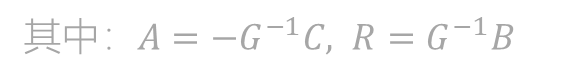 其中：A = −G⁻¹C, R = G⁻¹B